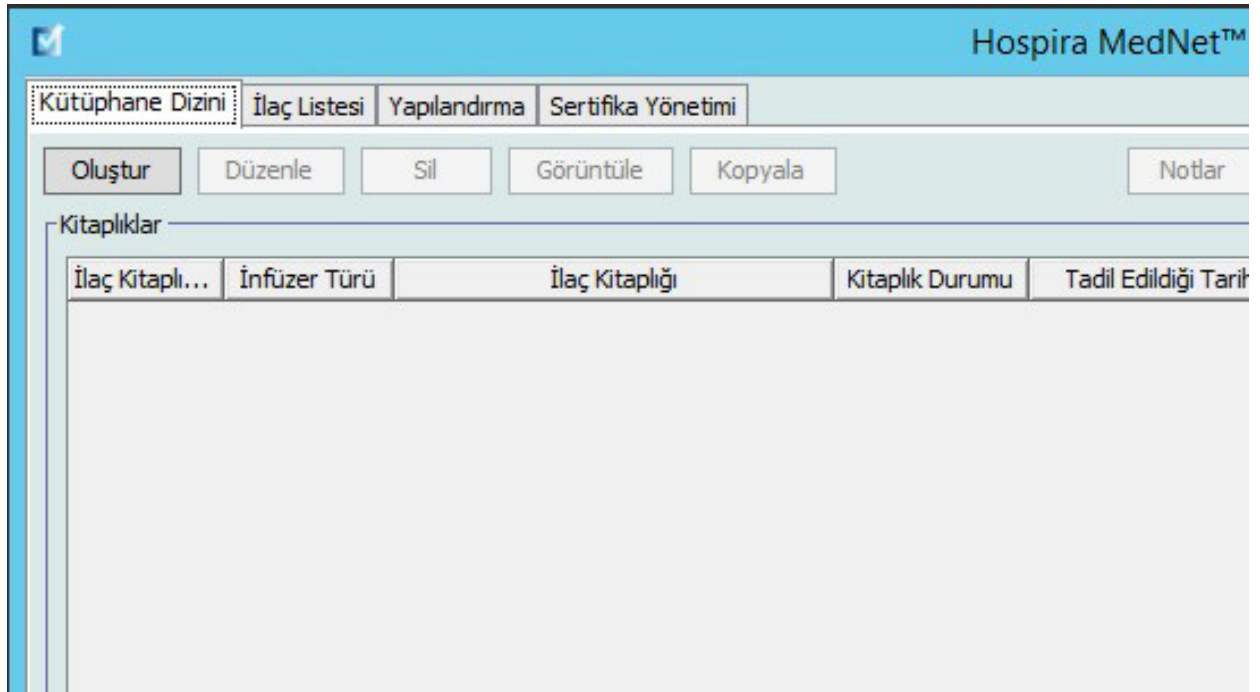 Hospira MedNet™
Kütüphane Dizini İlaç Listesi Yapılandırma Sertifika Yönetimi
Oluştur Düzenle Sil Görüntüle Kopyala Notlar
Kitaplıklar
İlaç Kitaplı... İnfüzer Türü İlaç Kitaplığı Kitaplık Durumu Tadil Edildiği Tarih